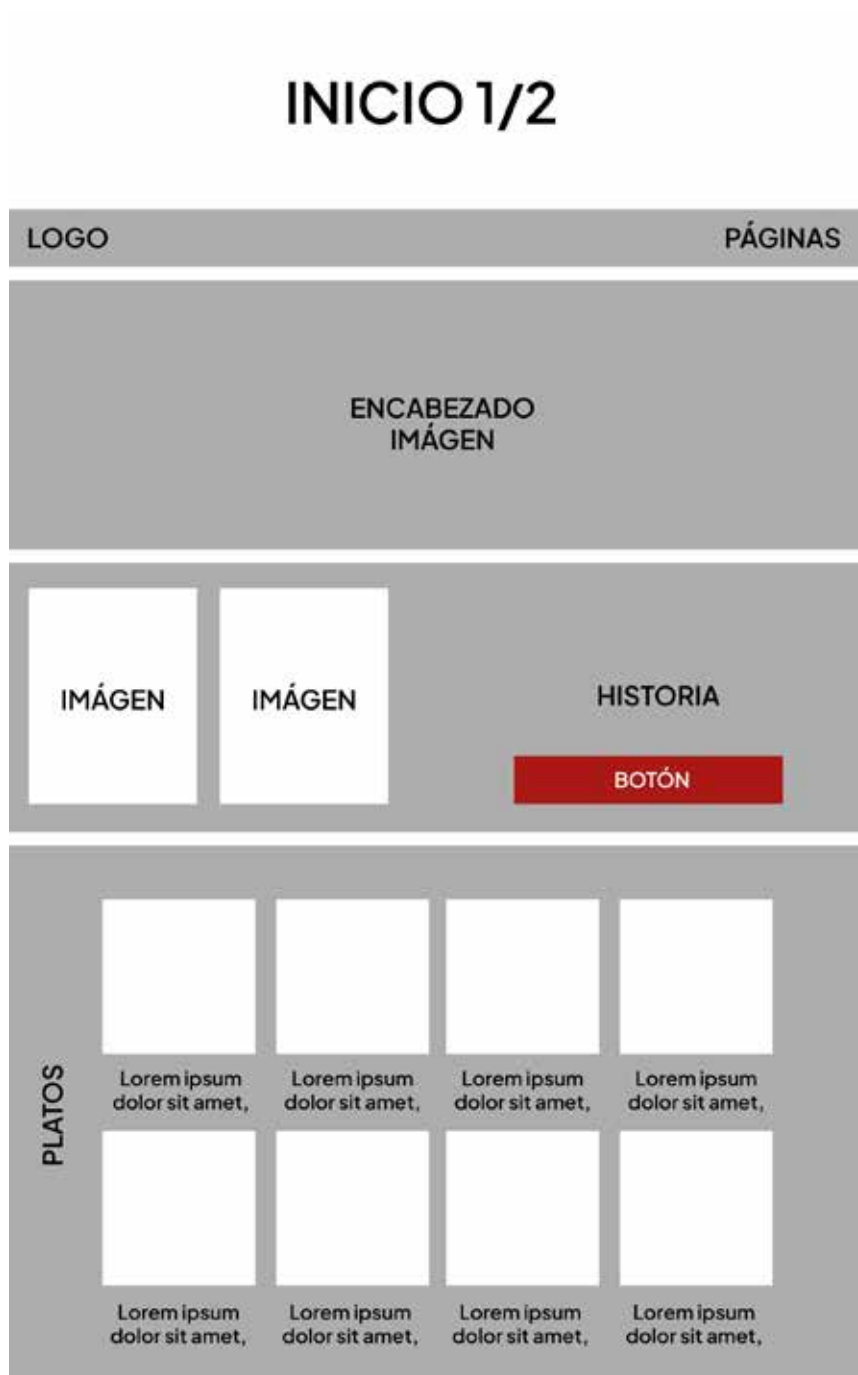 INICIO 1/2
LOGO
PÁGINAS
ENCABEZADO
IMÁGEN
IMÁGEN
IMÁGEN
HISTORIA
BOTÓN
PLATOS
Lorem ipsum
dolor sit amet,
Lorem ipsum
dolor sit amet,
Lorem ipsum
dolor sit amet,
Lorem ipsum
dolor sit amet,
Lorem ipsum
dolor sit amet,
Lorem ipsum
dolor sit amet,
Lorem ipsum
dolor sit amet,
Lorem ipsum
dolor sit amet,